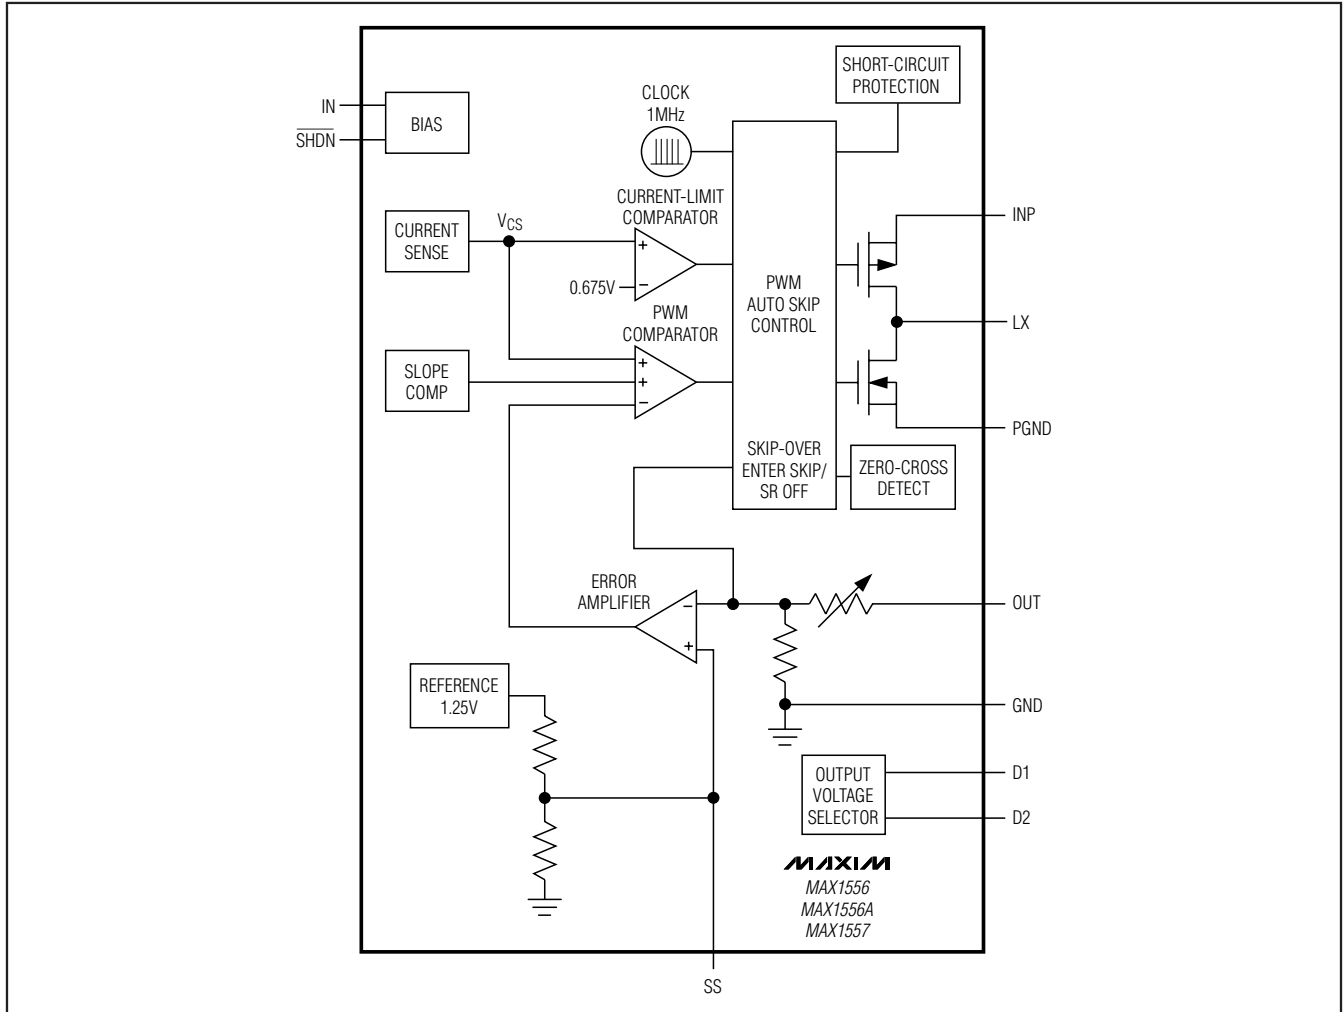 SHORT-CIRCUIT
PROTECTION
CLOCK
1MHz
IN
SHDN
BIAS
CURRENT-LIMIT
COMPARATOR
CURRENT
SENSE
VCS
+
−
0.675V
INP
PWM
AUTO SKIP
CONTROL
PWM
COMPARATOR
LX
SLOPE
COMP
+
+
−
PGND
SKIP-OVER
ENTER SKIP/
SR OFF
ZERO-CROSS
DETECT
ERROR
AMPLIFIER
−
+
OUT
REFERENCE
1.25V
GND
OUTPUT
VOLTAGE
SELECTOR
D1
D2
MAXIM
MAX1556
MAX1556A
MAX1557
SS